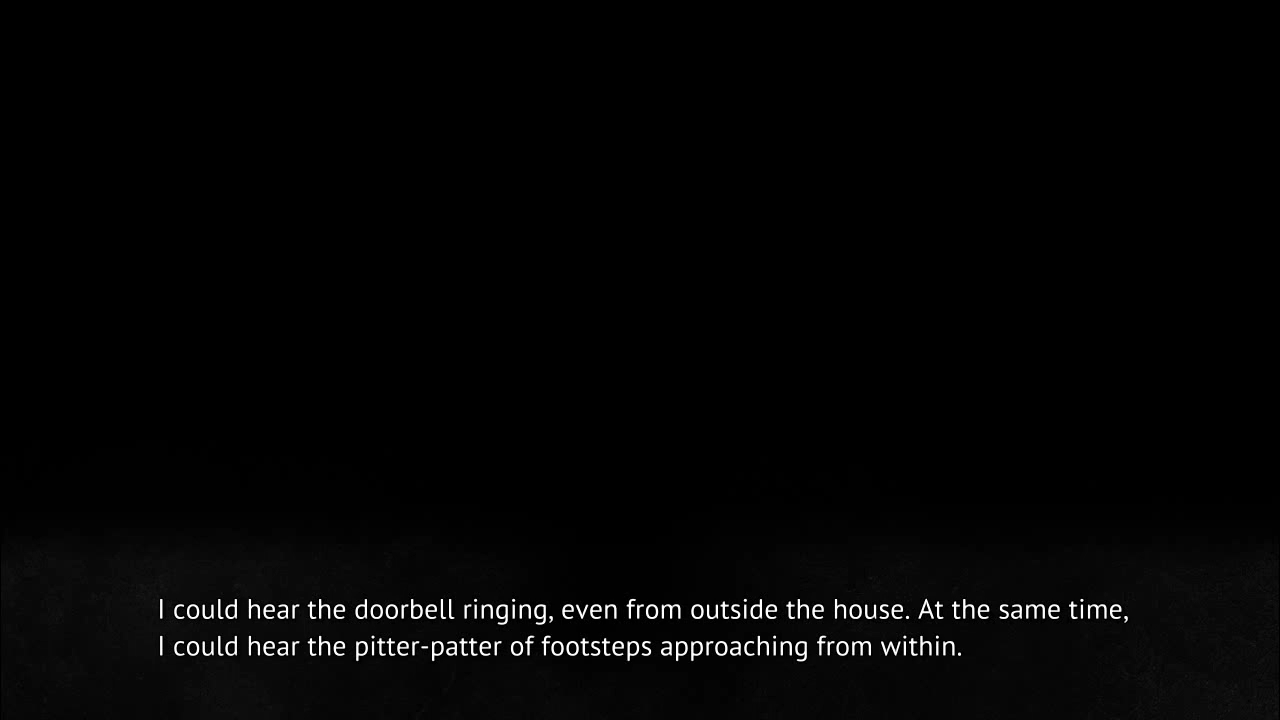 I could hear the doorbell ringing, even from outside the house. At the same time,
I could hear the pitter-patter of footsteps approaching from within.